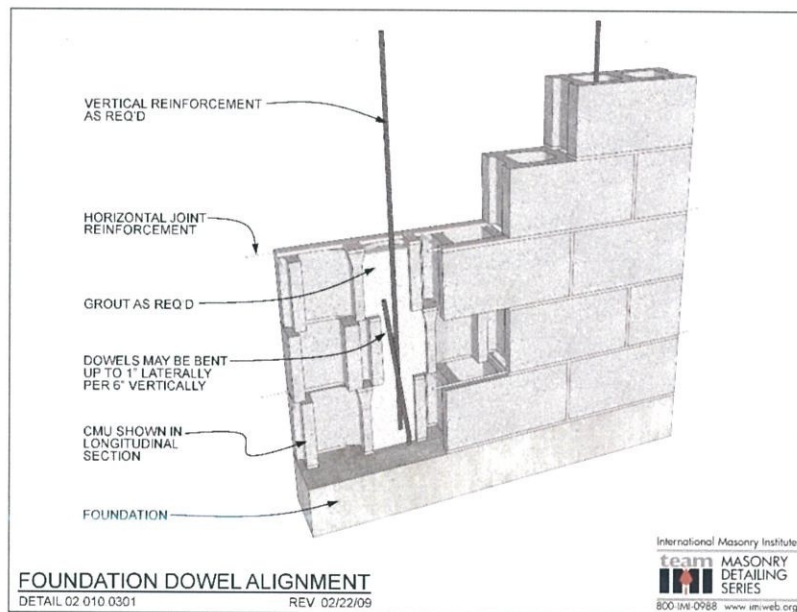 VERTICAL REINFORCEMENT
AS REQ'D
HORIZONTAL JOINT
REINFORCEMENT
GROUT AS REQ'D
DOWELS MAY BE BENT
UP TO 1" LATERALLY
PER 6" VERTICALLY
CMU SHOWN IN
LONGITUDINAL
SECTION
FOUNDATION
FOUNDATION DOWEL ALIGNMENT
DETAIL 02.010.0301 REV 02/22/09
International Masonry Institute
team IMI
MASONRY
DETAILING
SERIES
800-IMI-0988 www.imiweb.org